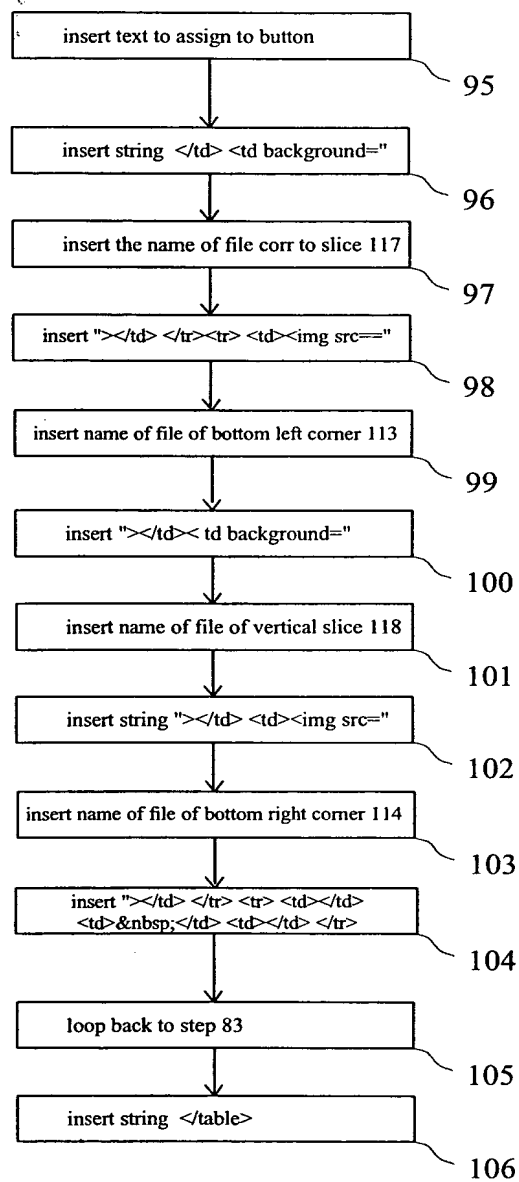 insert text to assign to button
95
insert string </td> <td background="
96
insert the name of file corr to slice 117
97
insert "></td> </tr><tr> <td><img src=="
98
insert name of file of bottom left corner 113
99
insert "></td>< td background="
100
insert name of file of vertical slice 118
101
insert string "></td> <td><img src="
102
insert name of file of bottom right corner 114
103
insert "></td> </tr> <tr> <td></td>
<td>&nbsp;</td> <td></td> </tr>
104
loop back to step 83
105
insert string </table>
106